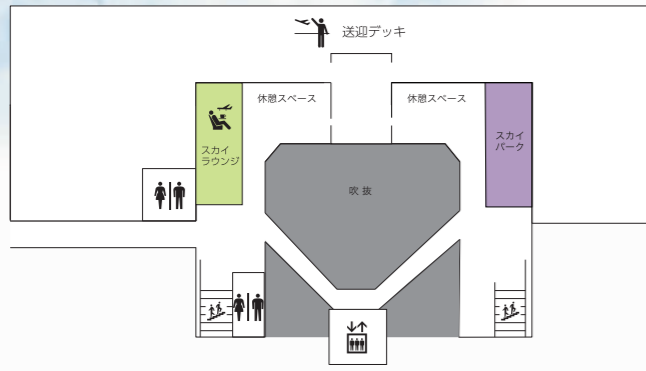 送迎デッキ
休憩スペース
休憩スペース
スカイ
ラウンジ
スカイ
パーク
吹抜